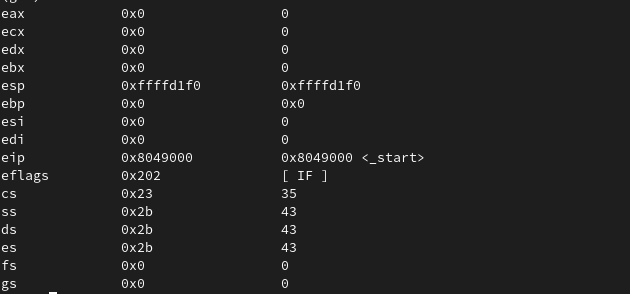 eax 0x0 0
ecx 0x0 0
edx 0x0 0
ebx 0x0 0
esp 0xffffd1f0 0xffffd1f0
ebp 0x0 0x0
esi 0x0 0
edi 0x0 0
eip 0x8049000 0x8049000 <_start>
eflags 0x202 [ IF ]
cs 0x23 35
ss 0x2b 43
ds 0x2b 43
es 0x2b 43
fs 0x0 0
gs 0x0 0